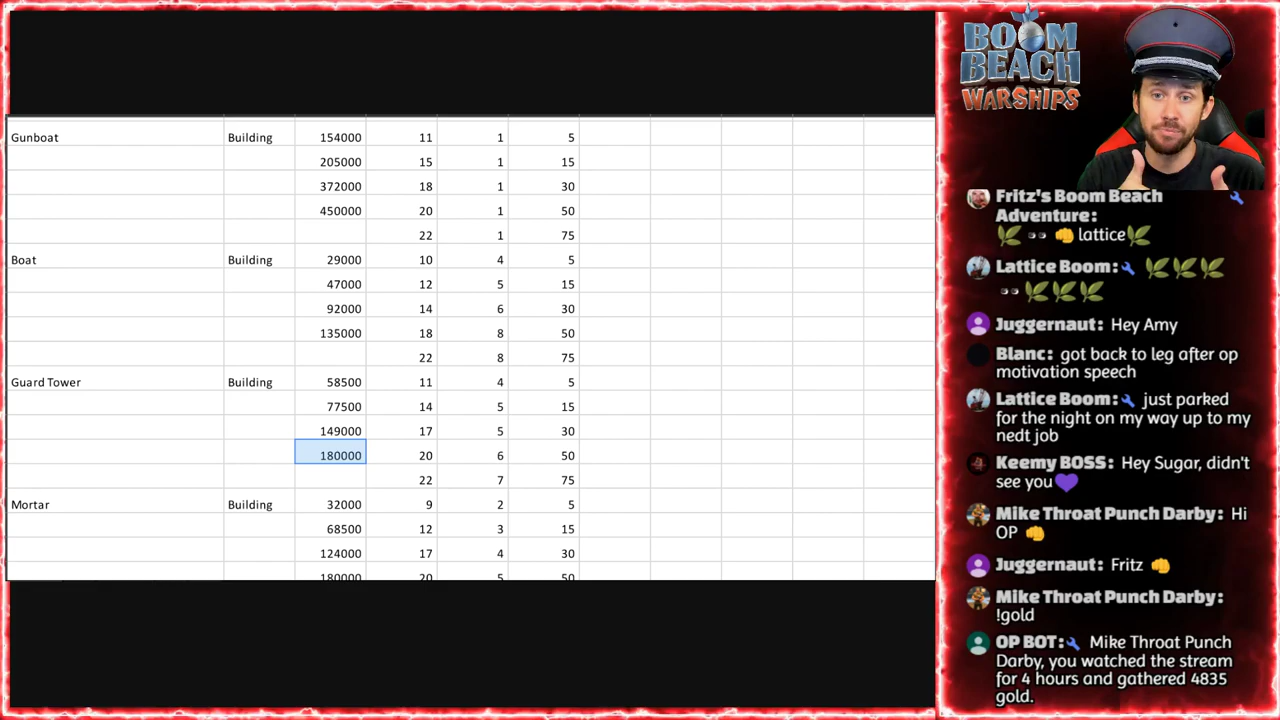 Gunboat Building 154000 11 1 5
205000 15 1 15
372000 18 1 30
450000 20 1 50
22 1 75
Boat Building 29000 10 4 5
47000 12 5 15
92000 14 6 30
135000 18 8 50
22 8 75
Guard Tower Building 58500 11 4 5
77500 14 5 15
149000 17 5 30
180000 20 6 50
22 7 75
Mortar Building 32000 9 2 5
68500 12 3 15
124000 17 4 30
180000 20 5 50
BOOM
BEACH
WARSHIPS
Fritz's Boom Beach
Adventure:
🌿 👀 👊 lattice🌿
Lattice Boom: 🌿🌿🌿
👀🌿🌿🌿
Juggernaut: Hey Amy
Blanc: got back to leg after op
motivation speech
Lattice Boom: just parked
for the night on my way up to my
nedt job
Keemy BOSS: Hey Sugar, didn't
see you💜
Mike Throat Punch Darby: Hi
OP 👊
Juggernaut: Fritz 👊
Mike Throat Punch Darby:
!gold
OP BOT: Mike Throat Punch
Darby, you watched the stream
for 4 hours and gathered 4835
gold.